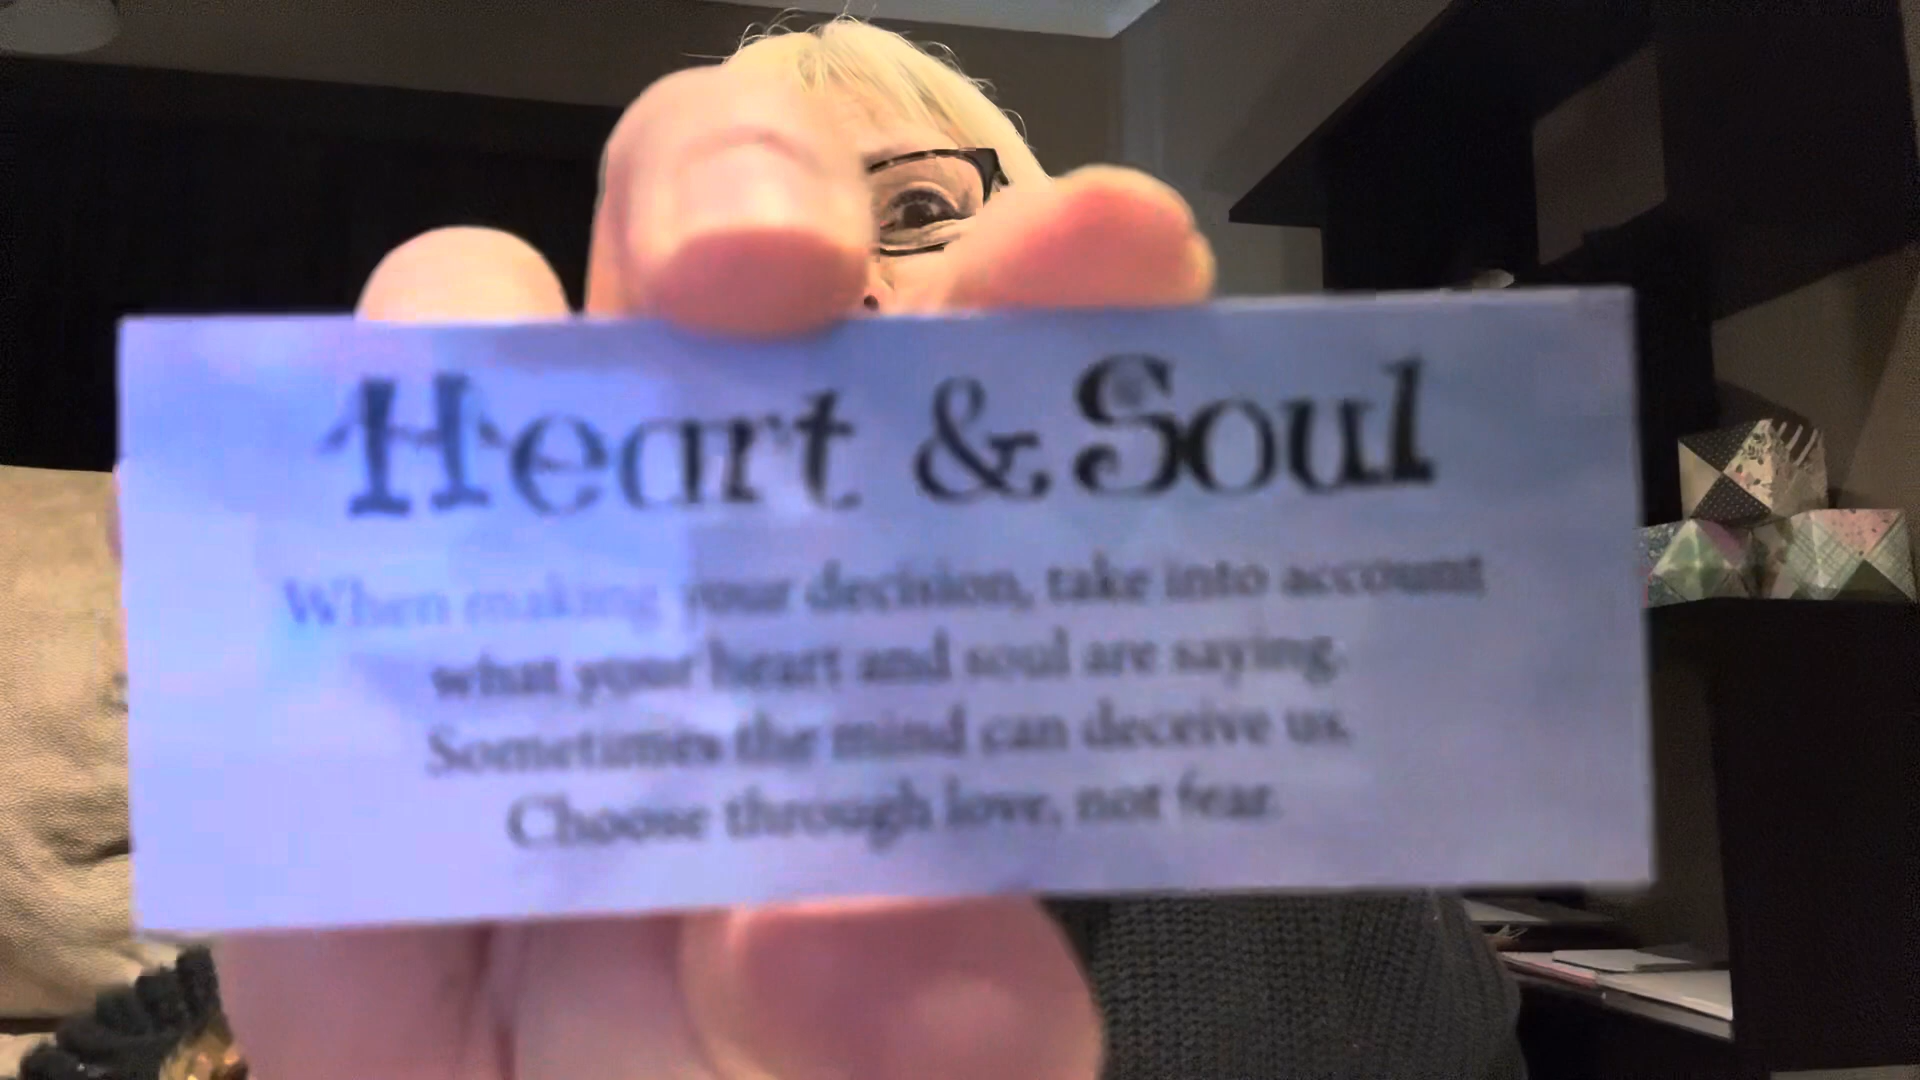 Heart & Soul
When making your decision, take into account
what your heart and soul are saying.
Sometimes the mind can deceive us.
Choose through love, not fear.